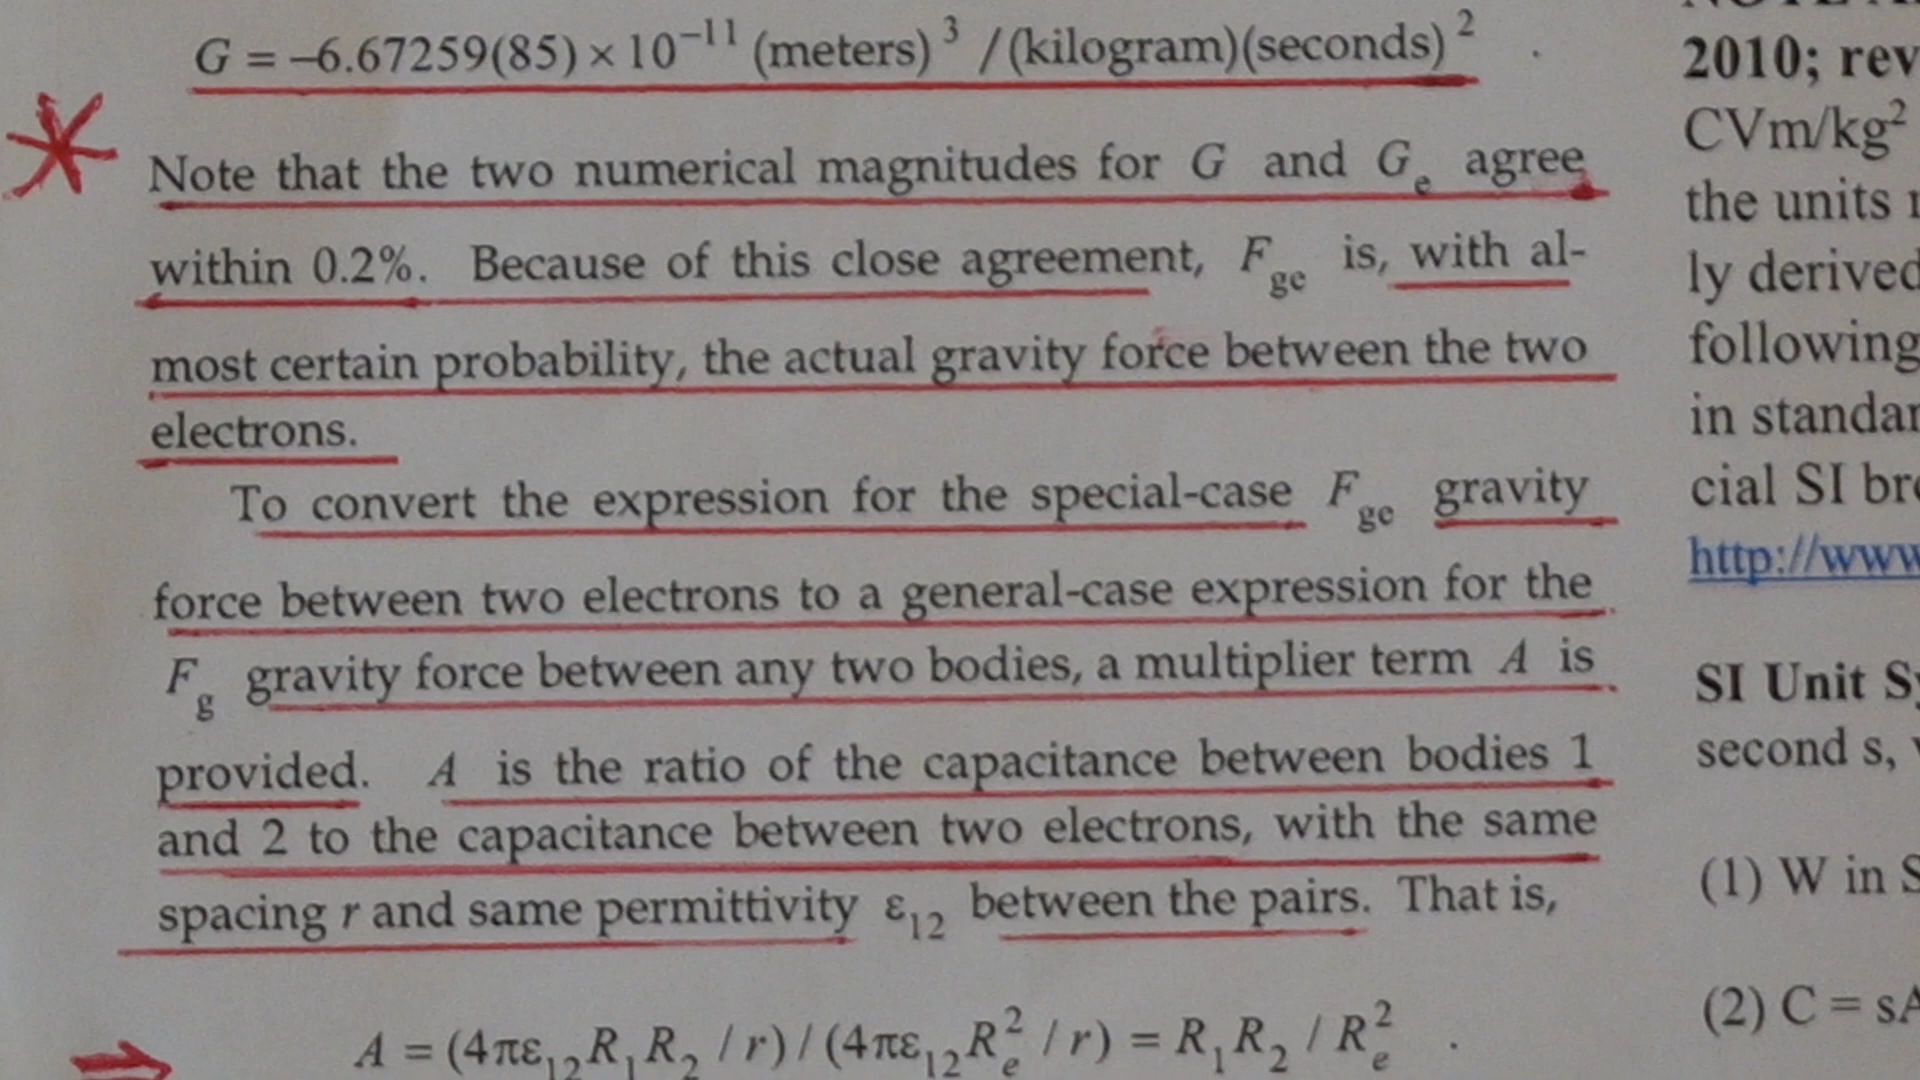 G = –6.67259(85) × 10⁻¹¹ (meters)³ / (kilogram)(seconds)² .
Note that the two numerical magnitudes for G and Gₑ agree
within 0.2%. Because of this close agreement, F_ge is, with al-
most certain probability, the actual gravity force between the two
electrons.
To convert the expression for the special-case F_ge gravity
force between two electrons to a general-case expression for the
F_g gravity force between any two bodies, a multiplier term A is
provided. A is the ratio of the capacitance between bodies 1
and 2 to the capacitance between two electrons, with the same
spacing r and same permittivity ε₁₂ between the pairs. That is,
A = (4πε₁₂R₁R₂ / r) / (4πε₁₂Rₑ² / r) = R₁R₂ / Rₑ² .
2010; rev
CVm/kg²
the units
ly derived
following
in standar
cial SI bro
http://www
SI Unit Sy
second s,
(1) W in S
(2) C = sA